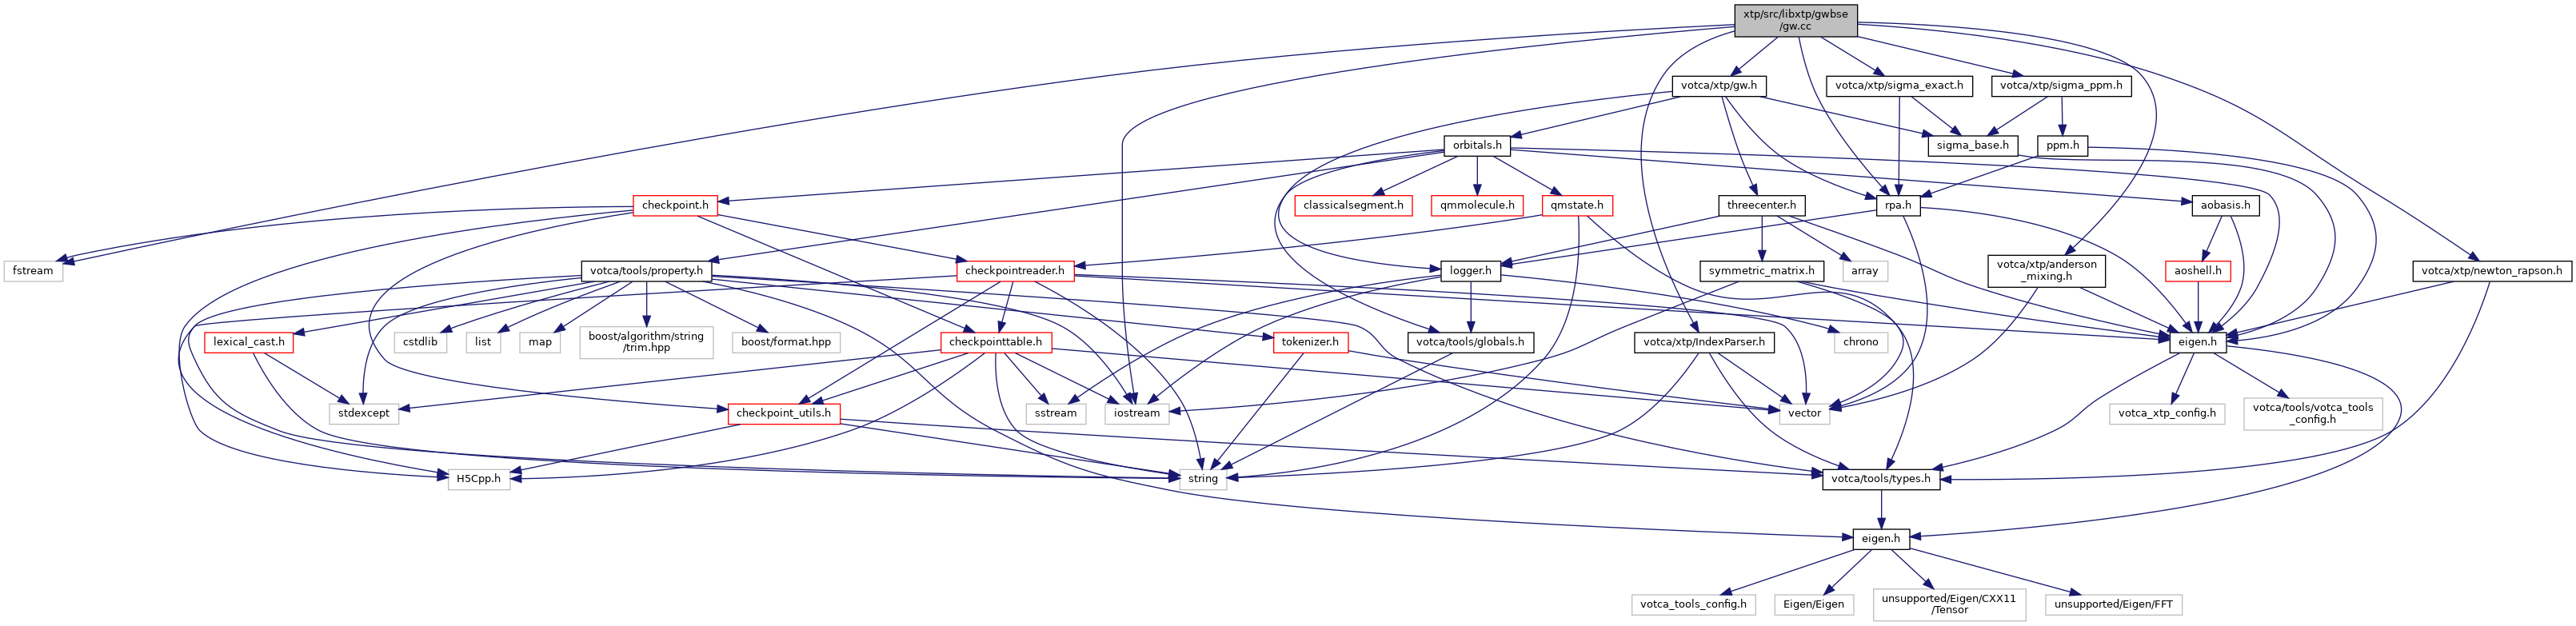 xtp/src/libxtp/gwbse
/gw.cc
votca/xtp/gw.h
votca/xtp/sigma_exact.h
votca/xtp/sigma_ppm.h
orbitals.h
sigma_base.h
ppm.h
checkpoint.h
classicalsegment.h
qmmolecule.h
qmstate.h
threecenter.h
rpa.h
aobasis.h
fstream
votca/tools/property.h
checkpointreader.h
logger.h
symmetric_matrix.h
array
votca/xtp/anderson
_mixing.h
aoshell.h
votca/xtp/newton_rapson.h
lexical_cast.h
cstdlib
list
map
boost/algorithm/string
/trim.hpp
boost/format.hpp
tokenizer.h
checkpointtable.h
votca/tools/globals.h
votca/xtp/IndexParser.h
chrono
eigen.h
stdexcept
checkpoint_utils.h
sstream
iostream
vector
votca_xtp_config.h
votca/tools/votca_tools
_config.h
H5Cpp.h
string
votca/tools/types.h
eigen.h
votca_tools_config.h
Eigen/Eigen
unsupported/Eigen/CXX11
/Tensor
unsupported/Eigen/FFT